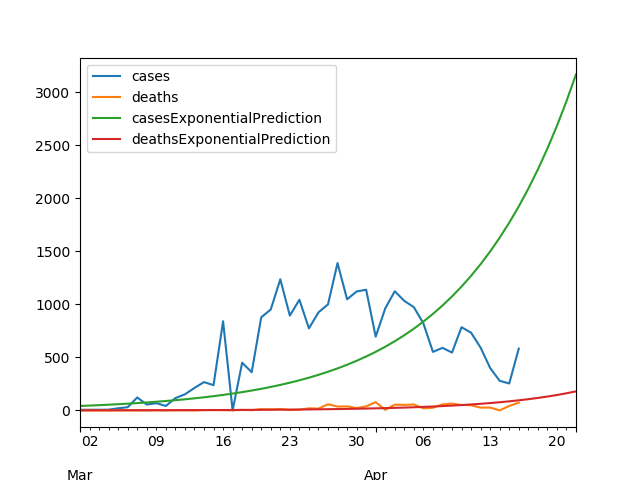 cases
deaths
casesExponentialPrediction
deathsExponentialPrediction
3000
2500
2000
1500
1000
500
0
02 09 16 23 30 06 13 20
Mar Apr